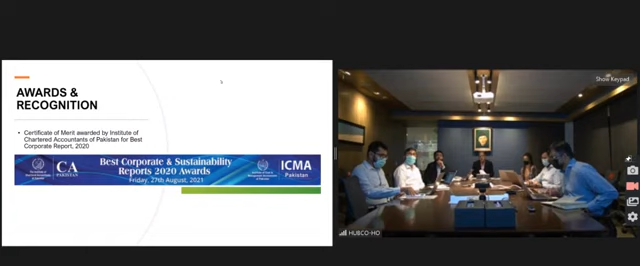 AWARDS &
RECOGNITION
• Certificate of Merit awarded by Institute of
Chartered Accountants of Pakistan for Best
Corporate Report, 2020
CA
PAKISTAN
Best Corporate & Sustainability
Reports 2020 Awards
Friday, 27th August, 2021
ICMA
Pakistan
Show Keypad
HUBCO-HO